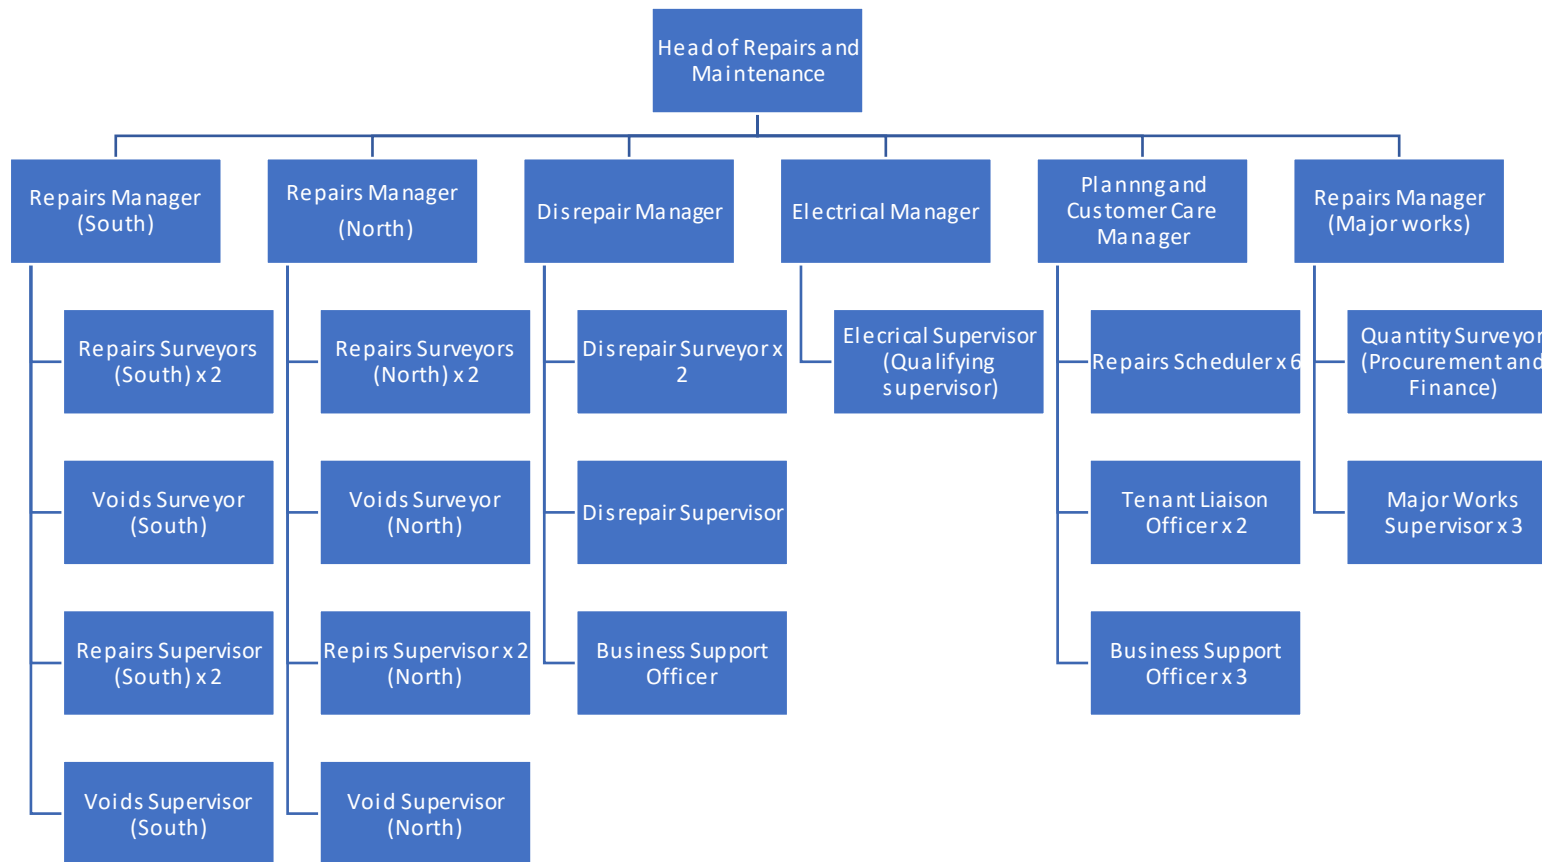 Head of Repairs and
Maintenance
Repairs Manager
(South)
Repairs Manager
(North)
Disrepair Manager
Electrical Manager
Plannng and
Customer Care
Manager
Repairs Manager
(Major works)
Repairs Surveyors
(South) x 2
Repairs Surveyors
(North) x 2
Disrepair Surveyor x
2
Elecrical Supervisor
(Qualifying
supervisor)
Repairs Scheduler x 6
Quantity Surveyor
(Procurement and
Finance)
Voids Surveyor
(South)
Voids Surveyor
(North)
Disrepair Supervisor
Tenant Liaison
Officer x 2
Major Works
Supervisor x 3
Repairs Supervisor
(South) x 2
Repirs Supervisor x 2
(North)
Business Support
Officer
Business Support
Officer x 3
Voids Supervisor
(South)
Void Supervisor
(North)